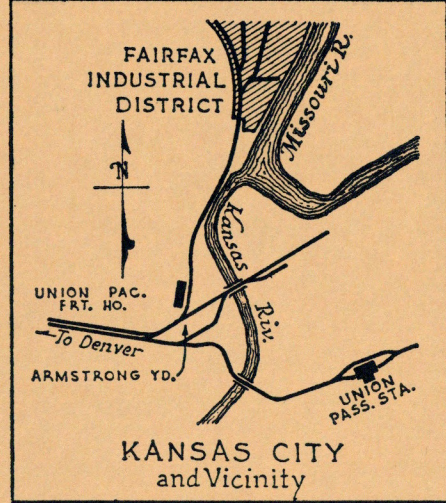 FAIRFAX
INDUSTRIAL
DISTRICT
Missouri R.
N
Kansas
Riv.
UNION PAC.
FRT. HO.
To Denver
ARMSTRONG YD.
UNION
PASS. STA.
KANSAS CITY
and Vicinity